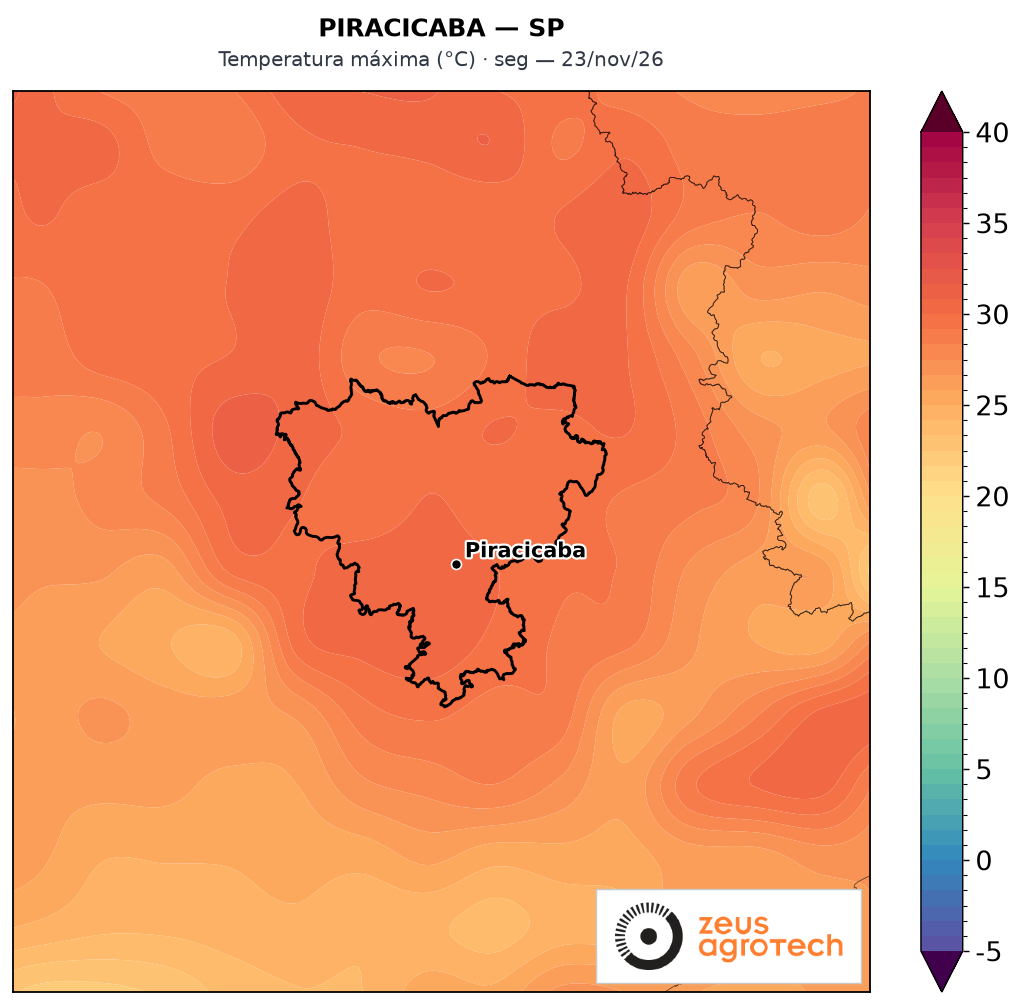 PIRACICABA — SP
Temperatura máxima (°C) · seg — 23/nov/26
40
35
30
25
20
15
10
5
0
-5
Piracicaba
zeus
agrotech